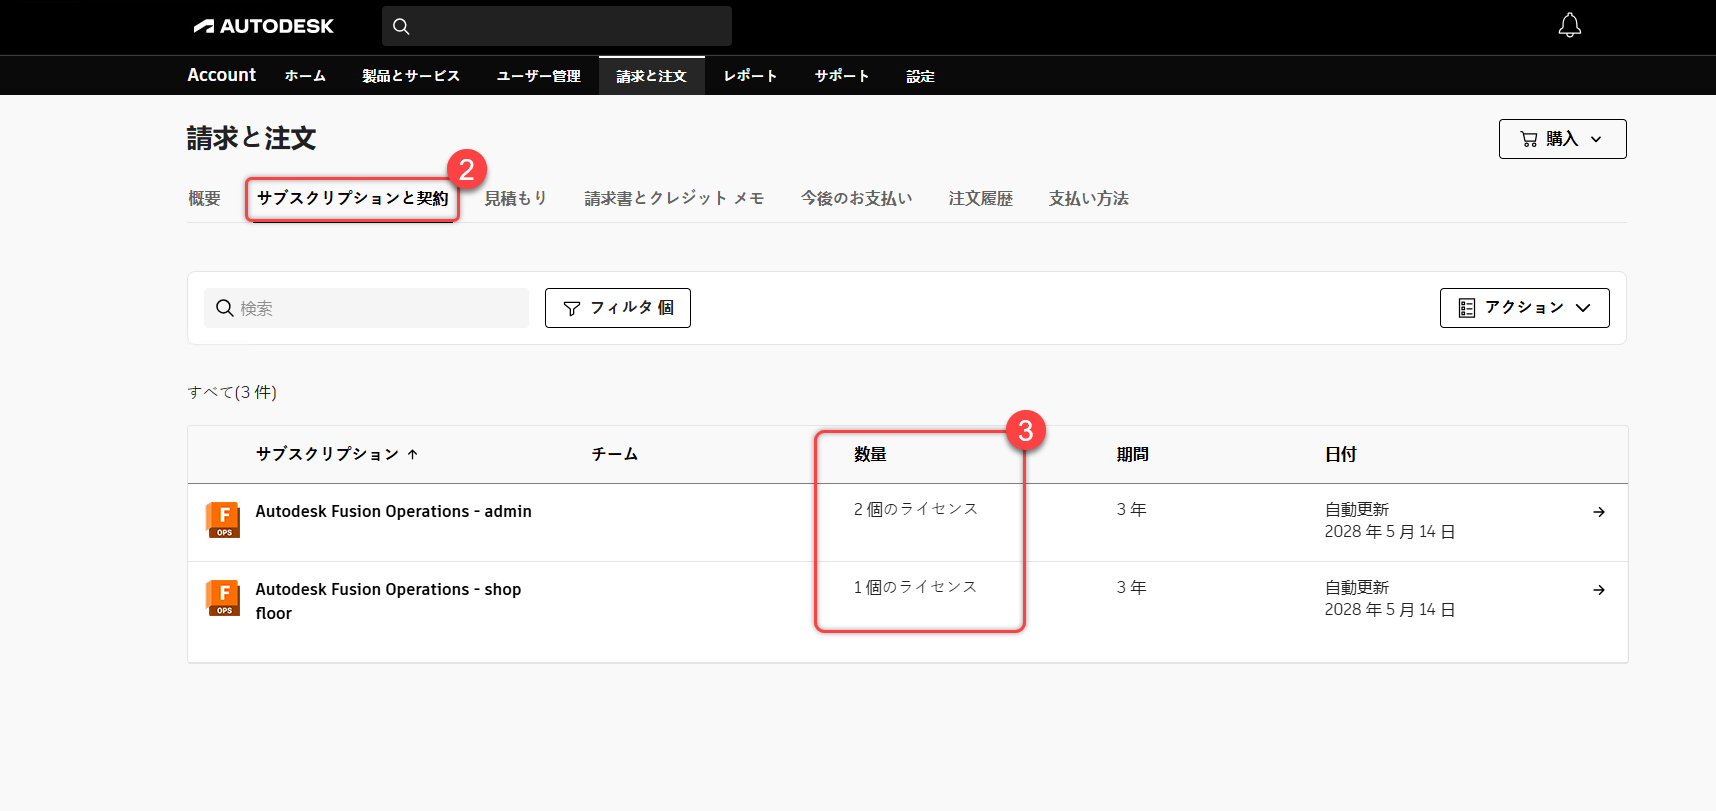 AUTODESK
Account ホーム 製品とサービス ユーザー管理 請求と注文 レポート サポート 設定
請求と注文
購入
2
概要 サブスクリプションと契約 見積もり 請求書とクレジット メモ 今後のお支払い 注文履歴 支払い方法
検索 フィルタ 個 アクション
すべて(3 件)
3
サブスクリプション ↑ チーム 数量 期間 日付
F OPS Autodesk Fusion Operations - admin 2 個のライセンス 3 年 自動更新
2028 年 5 月 14 日
F OPS Autodesk Fusion Operations - shop 1 個のライセンス 3 年 自動更新
floor 2028 年 5 月 14 日